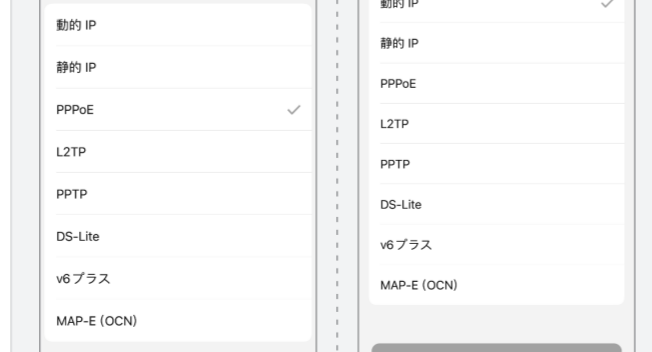 動的 IP
静的 IP
PPPoE
L2TP
PPTP
DS-Lite
v6プラス
MAP-E (OCN)
動的 IP
静的 IP
PPPoE
L2TP
PPTP
DS-Lite
v6プラス
MAP-E (OCN)